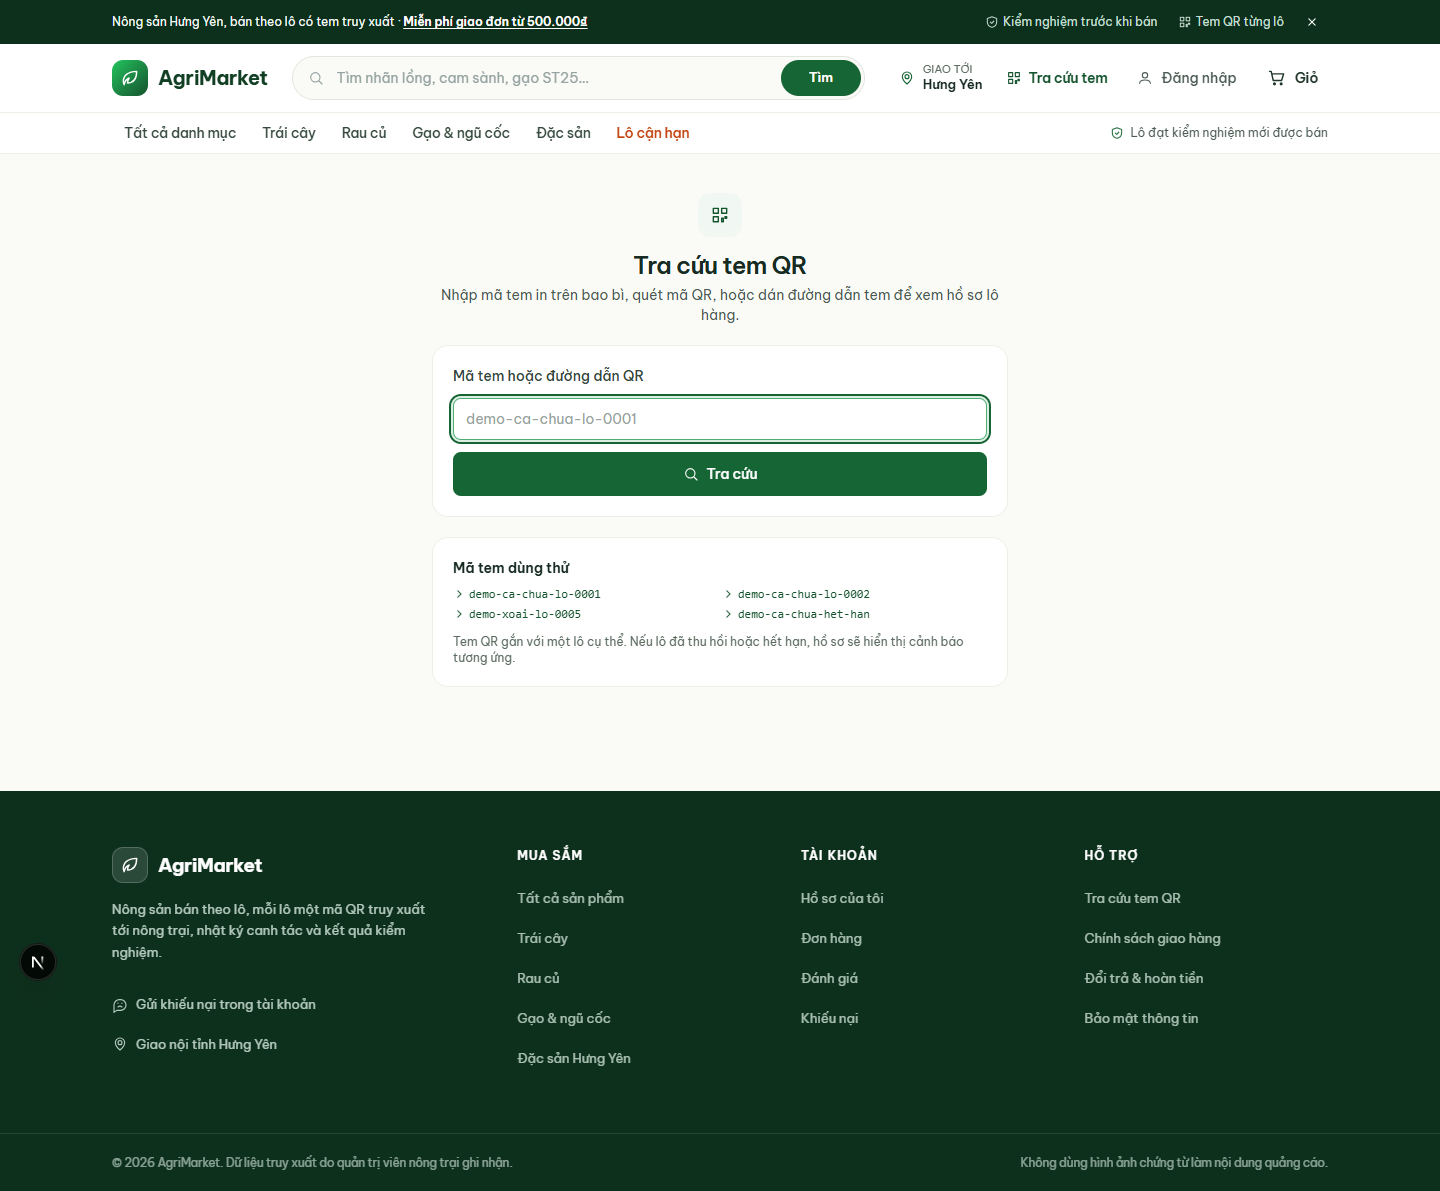 Nông sản Hưng Yên, bán theo lô có tem truy xuất · Miễn phí giao đơn từ 500.000₫
Kiểm nghiệm trước khi bán
Tem QR từng lô
AgriMarket
Tìm nhãn lồng, cam sành, gạo ST25...
Tìm
GIAO TỚI
Hưng Yên
Tra cứu tem
Đăng nhập
Giỏ
Tất cả danh mục
Trái cây
Rau củ
Gạo & ngũ cốc
Đặc sản
Lô cận hạn
Lô đạt kiểm nghiệm mới được bán
Tra cứu tem QR
Nhập mã tem in trên bao bì, quét mã QR, hoặc dán đường dẫn tem để xem hồ sơ lô
hàng.
Mã tem hoặc đường dẫn QR
demo-ca-chua-lo-0001
Tra cứu
Mã tem dùng thử
demo-ca-chua-lo-0001
demo-ca-chua-lo-0002
demo-xoai-lo-0005
demo-ca-chua-het-han
Tem QR gắn với một lô cụ thể. Nếu lô đã thu hồi hoặc hết hạn, hồ sơ sẽ hiển thị cảnh báo
tương ứng.
AgriMarket
Nông sản bán theo lô, mỗi lô một mã QR truy xuất
tới nông trại, nhật ký canh tác và kết quả kiểm
nghiệm.
Gửi khiếu nại trong tài khoản
Giao nội tỉnh Hưng Yên
MUA SẮM
Tất cả sản phẩm
Trái cây
Rau củ
Gạo & ngũ cốc
Đặc sản Hưng Yên
TÀI KHOẢN
Hồ sơ của tôi
Đơn hàng
Đánh giá
Khiếu nại
HỖ TRỢ
Tra cứu tem QR
Chính sách giao hàng
Đổi trả & hoàn tiền
Bảo mật thông tin
N
© 2026 AgriMarket. Dữ liệu truy xuất do quản trị viên nông trại ghi nhận.
Không dùng hình ảnh chứng từ làm nội dung quảng cáo.